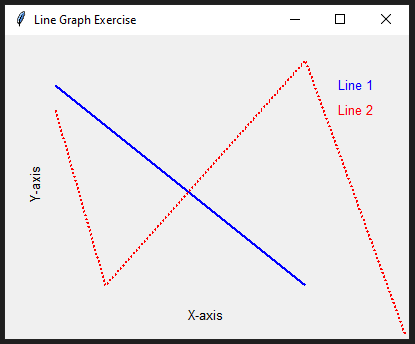 Line Graph Exercise
Line 1
Line 2
Y-axis
X-axis